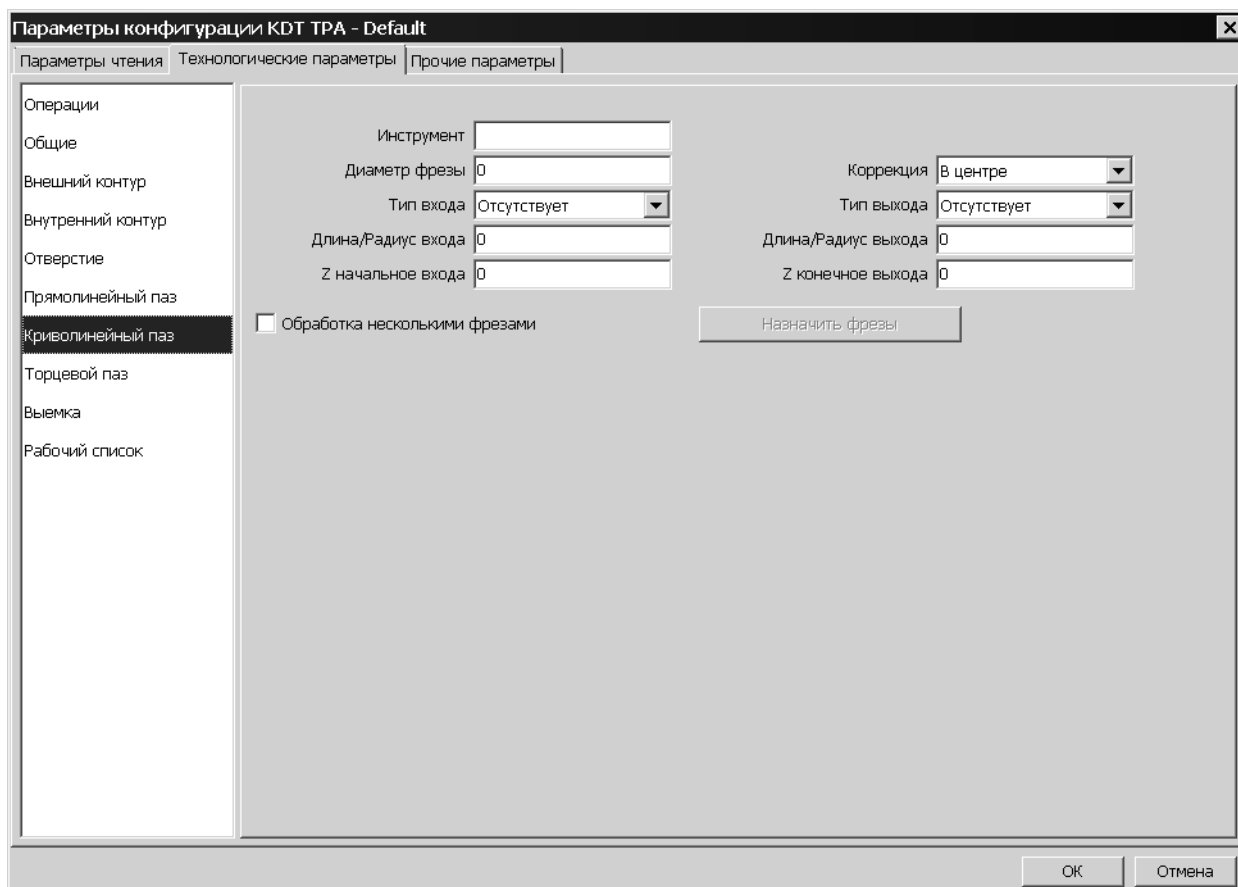 Параметры конфигурации KDT TPA - Default
Параметры чтения Технологические параметры Прочие параметры
Операции
Общие
Внешний контур
Внутренний контур
Отверстие
Прямолинейный паз
Криволинейный паз
Торцевой паз
Выемка
Рабочий список
Инструмент
Диаметр фрезы 0
Коррекция В центре
Тип входа Отсутствует
Тип выхода Отсутствует
Длина/Радиус входа 0
Длина/Радиус выхода 0
Z начальное входа 0
Z конечное выхода 0
Обработка несколькими фрезами
Назначить фрезы
ОК Отмена